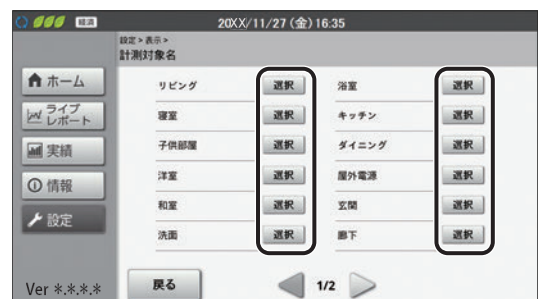 経済 20XX/11/27 (金) 16:35
設定 > 表示 >
計測対象名
ホーム
ライブ
レポート
実績
情報
設定
リビング 選択 浴室 選択
寝室 選択 キッチン 選択
子供部屋 選択 ダイニング 選択
洋室 選択 屋外電源 選択
和室 選択 玄関 選択
洗面 選択 廊下 選択
Ver *.*.*.* 戻る 1/2